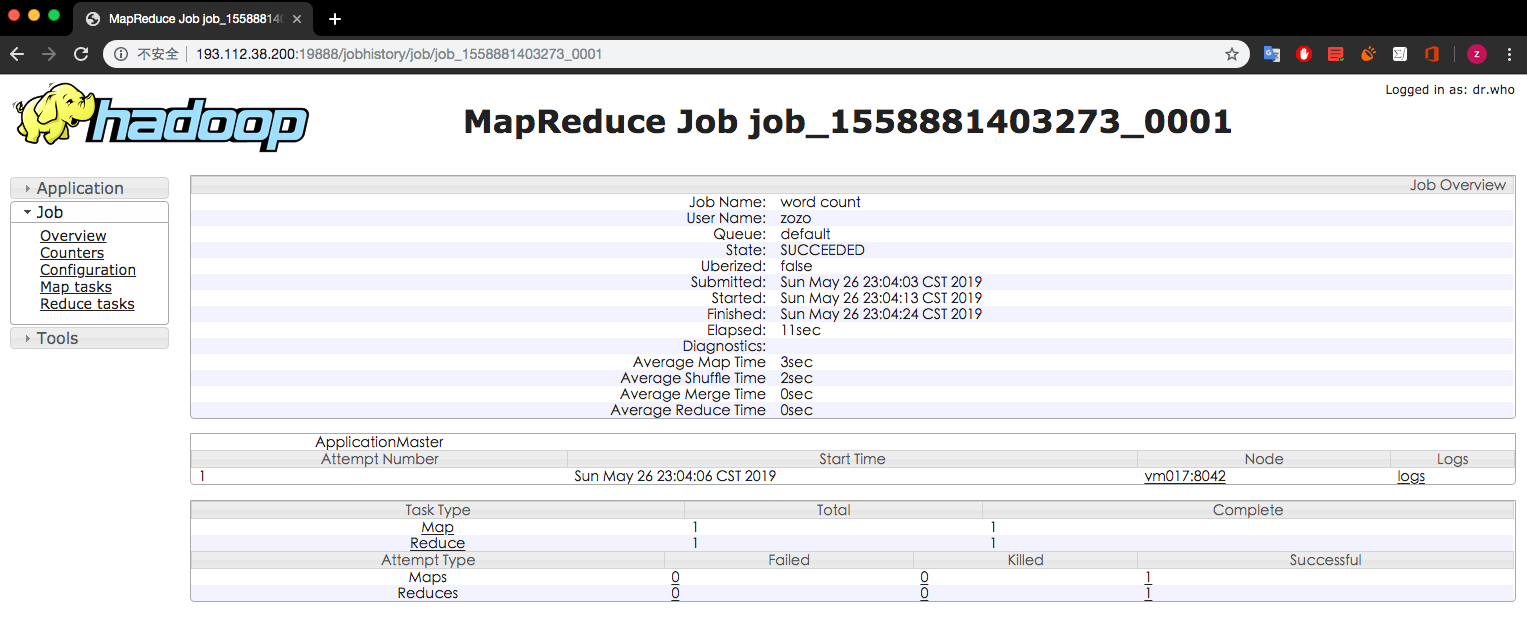 MapReduce Job job_15588814
不安全 193.112.38.200:19888/jobhistory/job/job_1558881403273_0001
Logged in as: dr.who
hadoop
MapReduce Job job_1558881403273_0001
Application
Job
Overview
Counters
Configuration
Map tasks
Reduce tasks
Tools
Job Overview
Job Name: word count
User Name: zozo
Queue: default
State: SUCCEEDED
Uberized: false
Submitted: Sun May 26 23:04:03 CST 2019
Started: Sun May 26 23:04:13 CST 2019
Finished: Sun May 26 23:04:24 CST 2019
Elapsed: 11sec
Diagnostics:
Average Map Time 3sec
Average Shuffle Time 2sec
Average Merge Time 0sec
Average Reduce Time 0sec
ApplicationMaster
Attempt Number Start Time Node Logs
1 Sun May 26 23:04:06 CST 2019 vm017:8042 logs
Task Type Total Complete
Map 1 1
Reduce 1 1
Attempt Type Failed Killed Successful
Maps 0 0 1
Reduces 0 0 1